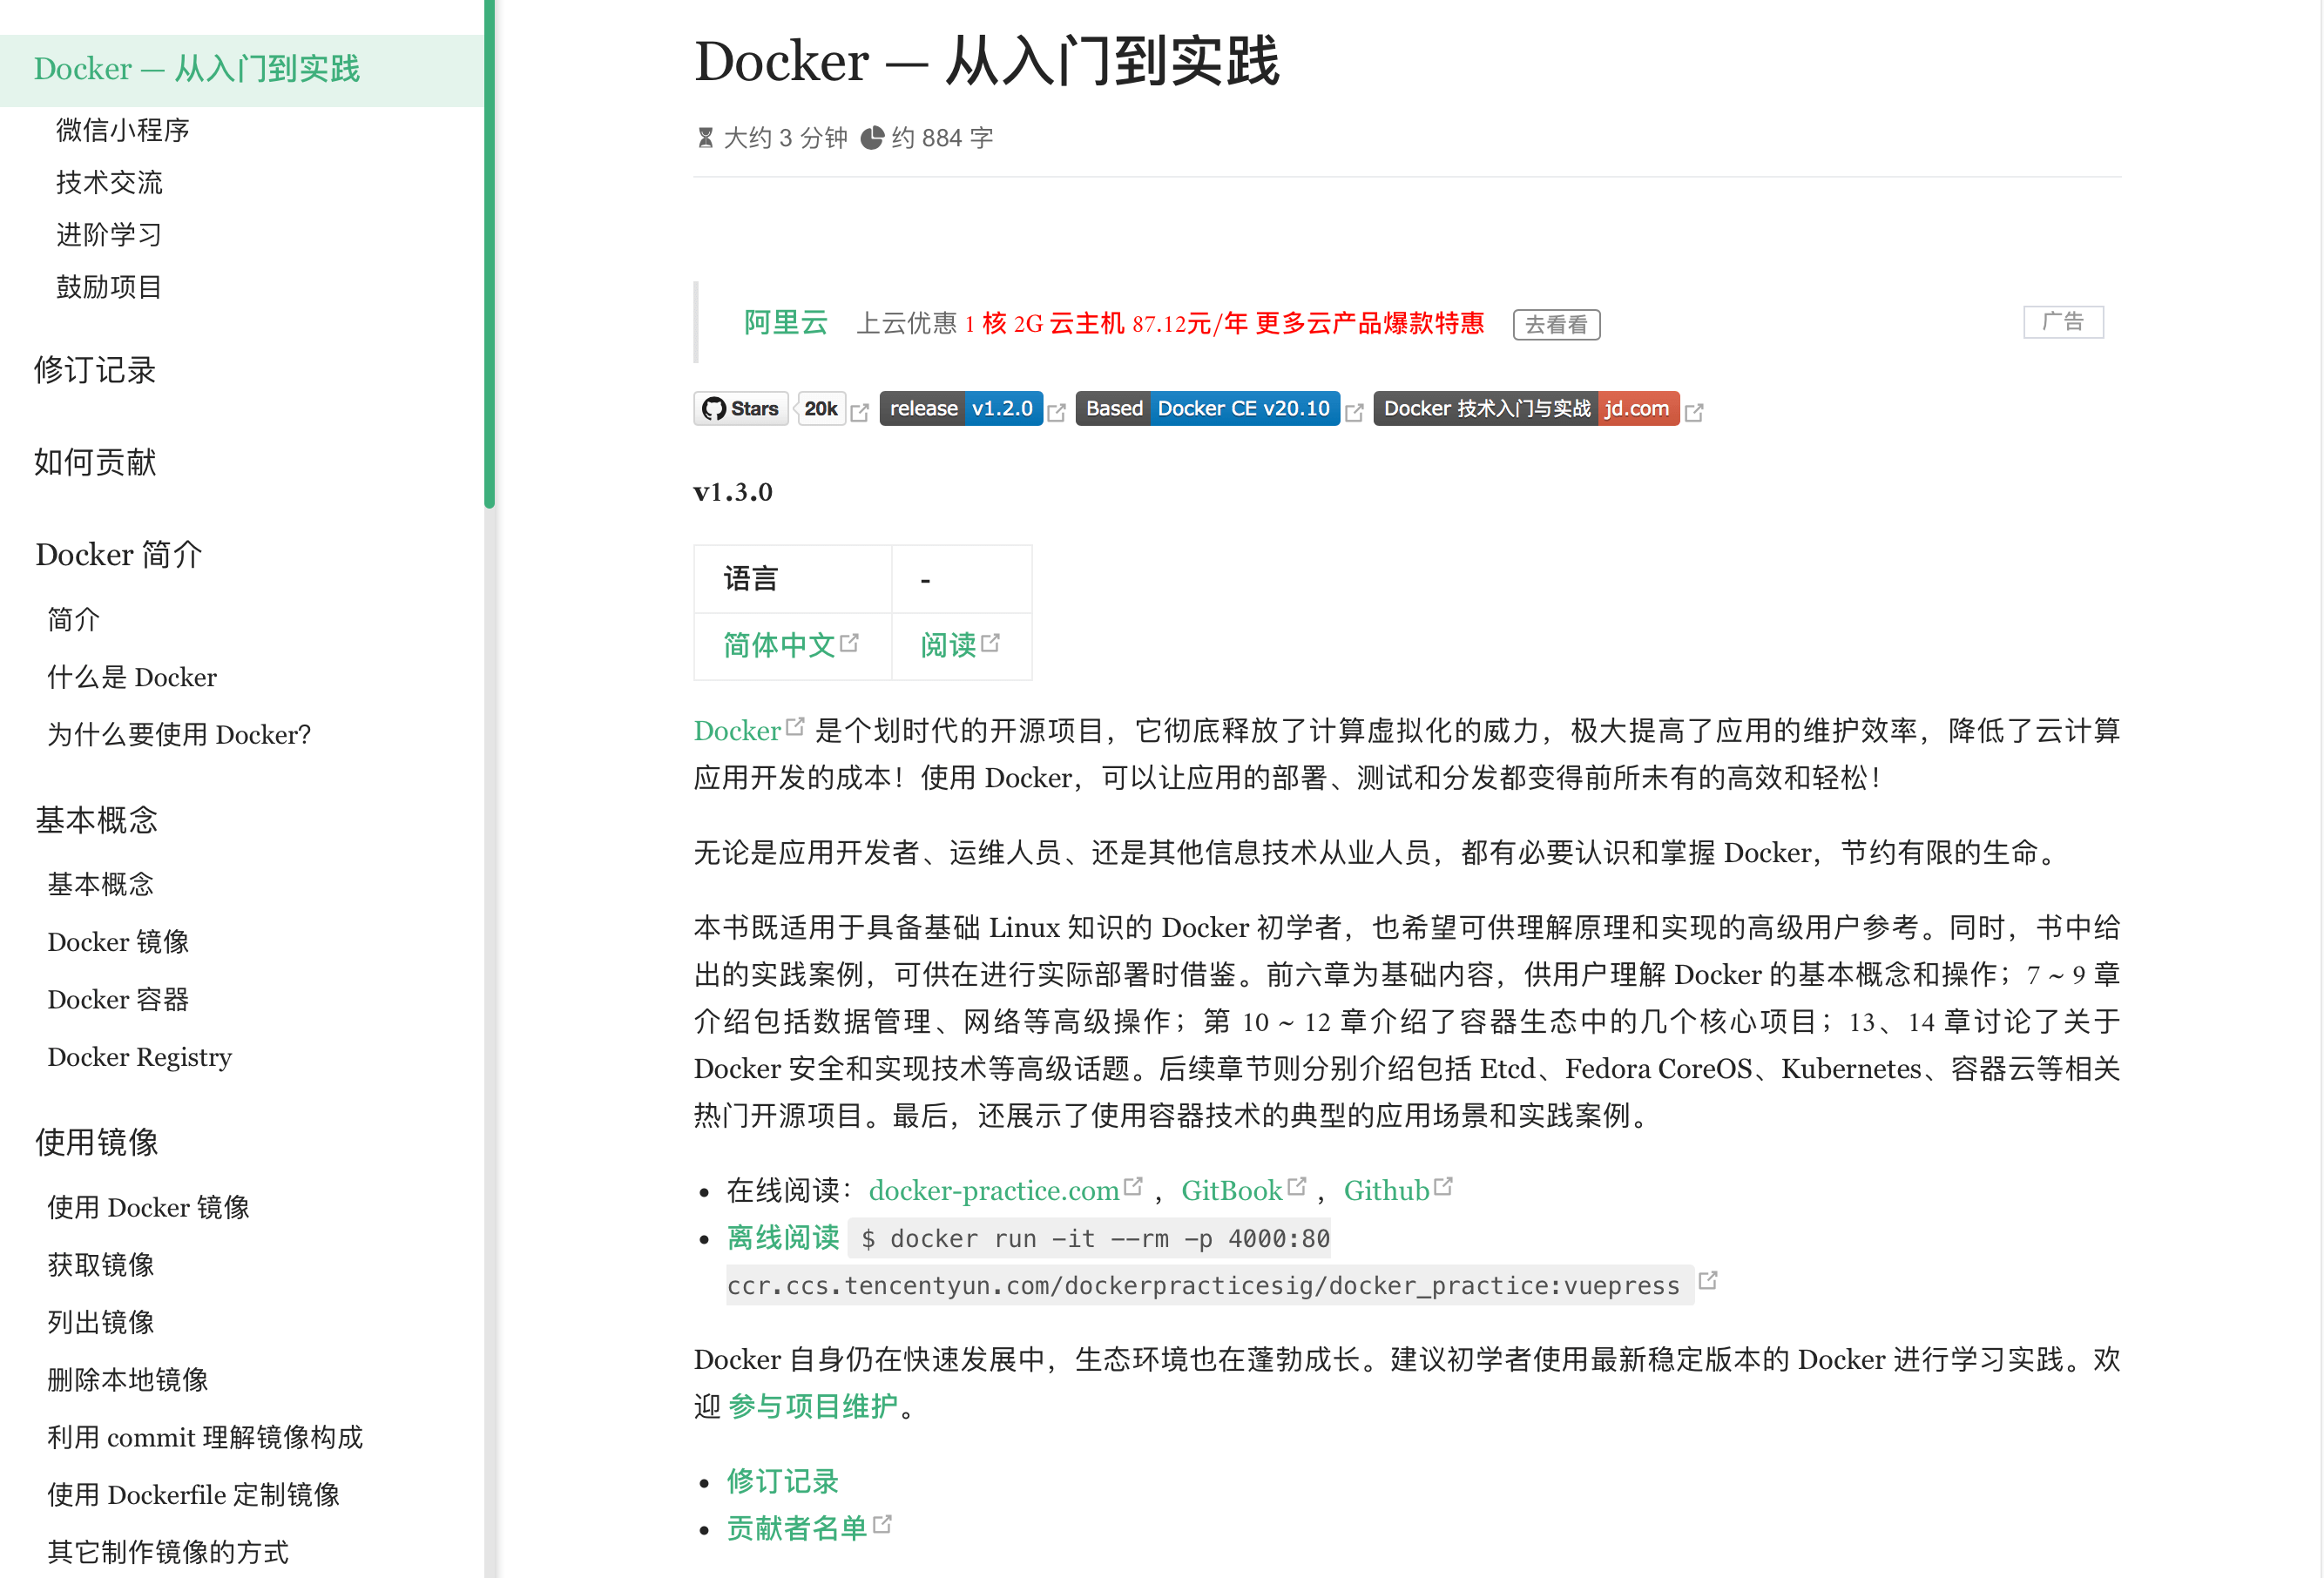 Docker — 从入门到实践
微信小程序
技术交流
进阶学习
鼓励项目
修订记录
如何贡献
Docker 简介
简介
什么是 Docker
为什么要使用 Docker?
基本概念
基本概念
Docker 镜像
Docker 容器
Docker Registry
使用镜像
使用 Docker 镜像
获取镜像
列出镜像
删除本地镜像
利用 commit 理解镜像构成
使用 Dockerfile 定制镜像
其它制作镜像的方式
Docker — 从入门到实践
大约 3 分钟 约 884 字
阿里云 上云优惠 1 核 2G 云主机 87.12元/年 更多云产品爆款特惠 去看看 广告
Stars 20k release v1.2.0 Based Docker CE v20.10 Docker 技术入门与实战 jd.com
v1.3.0
语言 -
简体中文 阅读
Docker 是个划时代的开源项目，它彻底释放了计算虚拟化的威力，极大提高了应用的维护效率，降低了云计算
应用开发的成本！使用 Docker，可以让应用的部署、测试和分发都变得前所未有的高效和轻松！
无论是应用开发者、运维人员、还是其他信息技术从业人员，都有必要认识和掌握 Docker，节约有限的生命。
本书既适用于具备基础 Linux 知识的 Docker 初学者，也希望可供理解原理和实现的高级用户参考。同时，书中给
出的实践案例，可供在进行实际部署时借鉴。前六章为基础内容，供用户理解 Docker 的基本概念和操作；7 ~ 9 章
介绍包括数据管理、网络等高级操作；第 10 ~ 12 章介绍了容器生态中的几个核心项目；13、14 章讨论了关于
Docker 安全和实现技术等高级话题。后续章节则分别介绍包括 Etcd、Fedora CoreOS、Kubernetes、容器云等相关
热门开源项目。最后，还展示了使用容器技术的典型的应用场景和实践案例。
• 在线阅读：docker-practice.com，GitBook，Github
• 离线阅读 $ docker run -it --rm -p 4000:80
ccr.ccs.tencentyun.com/dockerpracticesig/docker_practice:vuepress
Docker 自身仍在快速发展中，生态环境也在蓬勃成长。建议初学者使用最新稳定版本的 Docker 进行学习实践。欢
迎 参与项目维护。
• 修订记录
• 贡献者名单